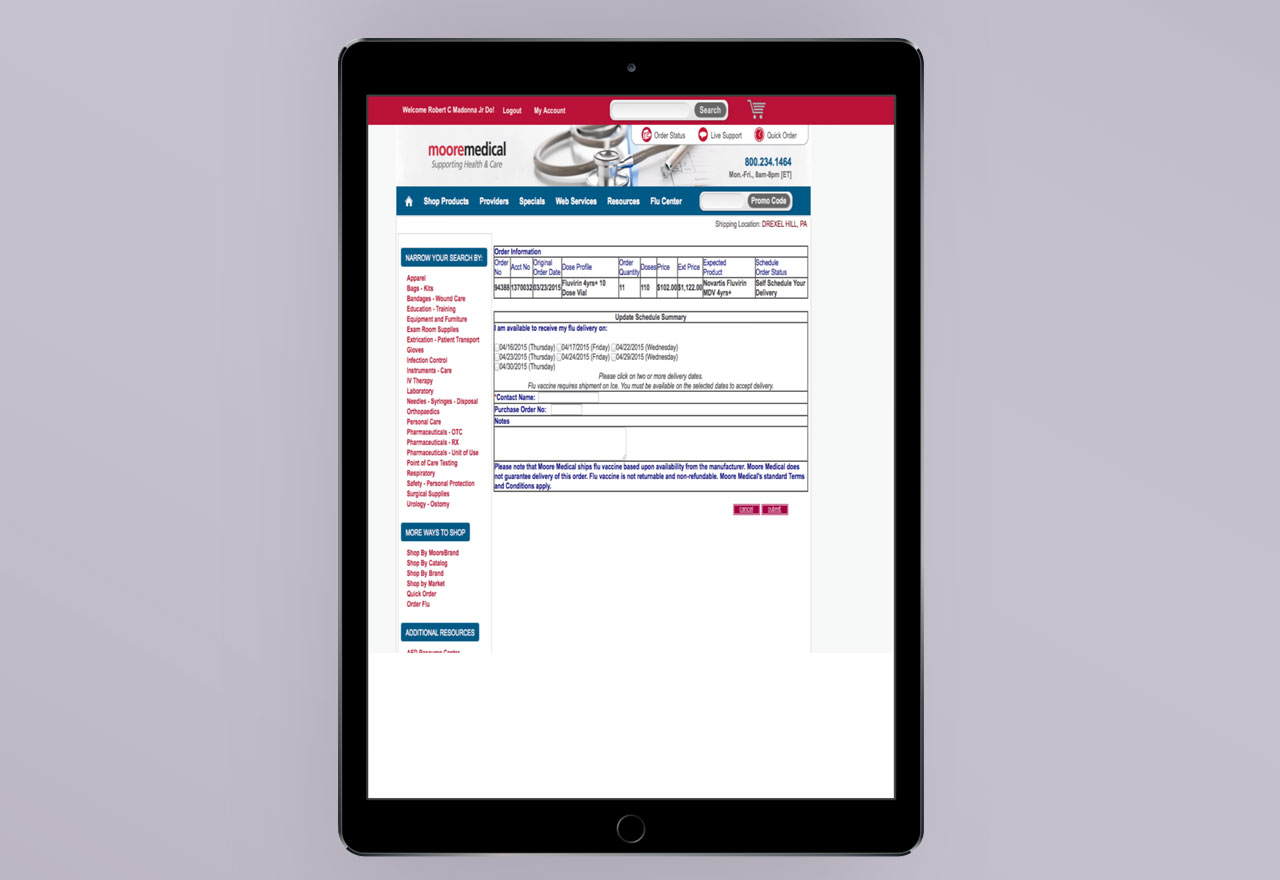 Welcome Robert C Madonna Jr Do! Logout My Account Search
Order Status Live Support Quick Order
mooremedical
Supporting Health & Care
800.234.1464
Mon.-Fri., 8am-8pm [ET]
Shop Products Providers Specials Web Services Resources Flu Center Promo Code
Shipping Location: DREXEL HILL, PA
NARROW YOUR SEARCH BY:
Apparel
Bags - Kits
Bandages - Wound Care
Education - Training
Equipment and Furniture
Exam Room Supplies
Extrication - Patient Transport
Gloves
Infection Control
Instruments - Care
IV Therapy
Laboratory
Needles - Syringes - Disposal
Orthopaedics
Personal Care
Pharmaceuticals - OTC
Pharmaceuticals - RX
Pharmaceuticals - Unit of Use
Point of Care Testing
Respiratory
Safety - Personal Protection
Surgical Supplies
Urology - Ostomy
MORE WAYS TO SHOP
Shop By MooreBrand
Shop By Catalog
Shop By Brand
Shop by Market
Quick Order
Order Flu
ADDITIONAL RESOURCES
Order Information
Order No Acct No Original Order Date Dose Profile Order Quantity Doses Price Ext Price Expected Product Schedule Order Status
94388 1370032 03/23/2015 Fluvirin 4yrs+ 10 Dose Vial 11 110 $102.00 $1,122.00 Novartis Fluvirin MDV 4yrs+ Self Schedule Your Delivery
Update Schedule Summary
I am available to receive my flu delivery on:
04/16/2015 (Thursday) 04/17/2015 (Friday) 04/22/2015 (Wednesday)
04/23/2015 (Thursday) 04/24/2015 (Friday) 04/29/2015 (Wednesday)
04/30/2015 (Thursday)
Please click on two or more delivery dates.
Flu vaccine requires shipment on Ice. You must be available on the selected dates to accept delivery.
*Contact Name:
Purchase Order No:
Notes
Please note that Moore Medical ships flu vaccine based upon availability from the manufacturer. Moore Medical does
not guarantee delivery of this order. Flu vaccine is not returnable and non-refundable. Moore Medical's standard Terms
and Conditions apply.
cancel submit